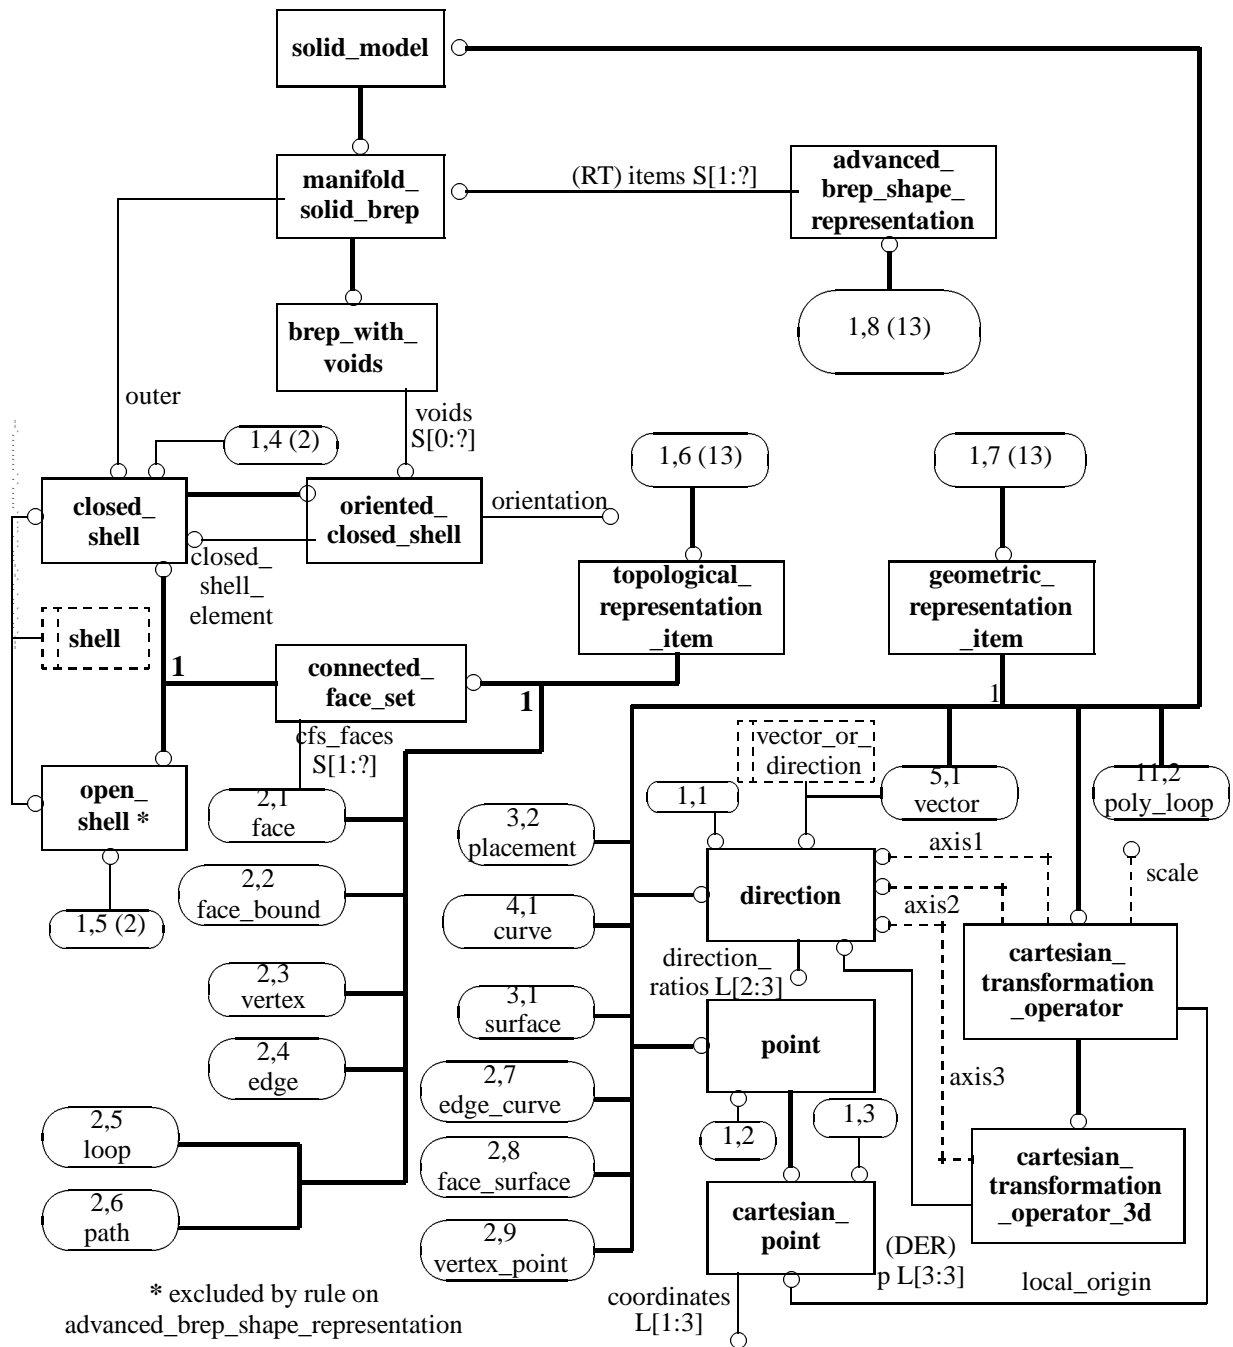 solid_model
manifold_
solid_brep
(RT) items S[1:?]
advanced_
brep_shape_
representation
brep_with_
voids
1,8 (13)
outer
voids
S[0:?]
1,4 (2)
1,6 (13)
1,7 (13)
closed_
shell
oriented_
closed_shell
orientation
closed_
shell_
element
topological_
representation
_item
geometric_
representation
_item
shell
1
connected_
face_set
1
1
cfs_faces
S[1:?]
vector_or_
direction
5,1
vector
11,2
poly_loop
open_
shell *
2,1
face
1,1
3,2
placement
axis1
scale
2,2
face_bound
direction
axis2
1,5 (2)
4,1
curve
direction_
ratios L[2:3]
cartesian_
transformation
_operator
2,3
vertex
3,1
surface
point
2,4
edge
2,7
edge_curve
axis3
2,5
loop
1,2
1,3
2,8
face_surface
cartesian_
transformation
_operator_3d
2,6
path
cartesian_
point
2,9
vertex_point
(DER)
p L[3:3]
local_origin
coordinates
L[1:3]
* excluded by rule on
advanced_brep_shape_representation